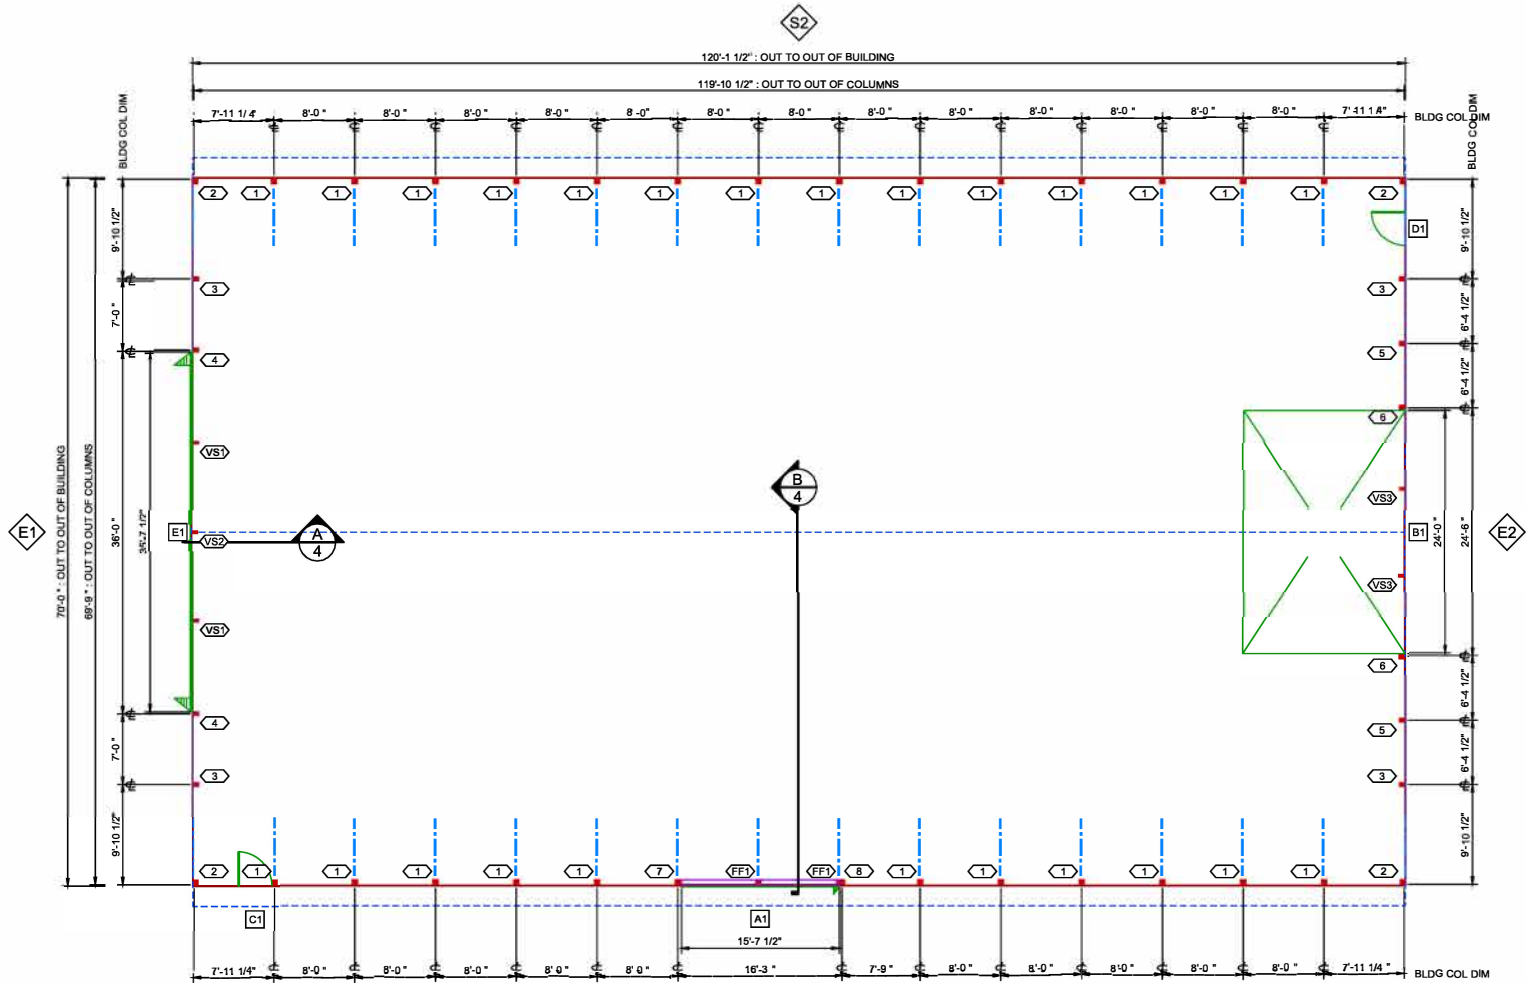 S2
120'-1 1/2" : OUT TO OUT OF BUILDING
119'-10 1/2" : OUT TO OUT OF COLUMNS
BLDG COL DIM
7'-11 1/4" 8'-0" 8'-0" 8'-0" 8'-0" 8'-0" 8'-0" 8'-0" 8'-0" 8'-0" 8'-0" 8'-0" 8'-0" 8'-0" 7'-11 1/4" BLDG COL DIM
BLDG COL DIM
2 1 1 1 1 1 1 1 1 1 1 1 1 1 1 2
D1
9'-10 1/2" 9'-10 1/2"
3 3
7'-0" 6'-4 1/2"
4 5
6'-4 1/2"
6
VS1
70'-0" : OUT TO OUT OF BUILDING
69'-9" : OUT TO OUT OF COLUMNS
36'-0"
B
4
VS3
E1 E1 VS2 A
4
24'-0" 24'-6"
B1 E2
VS3
VS1
6
6'-4 1/2"
4 5
7'-0" 6'-4 1/2"
3 3
9'-10 1/2" 9'-10 1/2"
2 1 1 1 1 1 7 FF1 FF1 8 1 1 1 1 1 1 2
C1 A1
15'-7 1/2"
7'-11 1/4" 8'-0" 8'-0" 8'-0" 8'-0" 8'-0" 16'-3" 7'-9" 8'-0" 8'-0" 8'-0" 8'-0" 8'-0" 7'-11 1/4" BLDG COL DIM